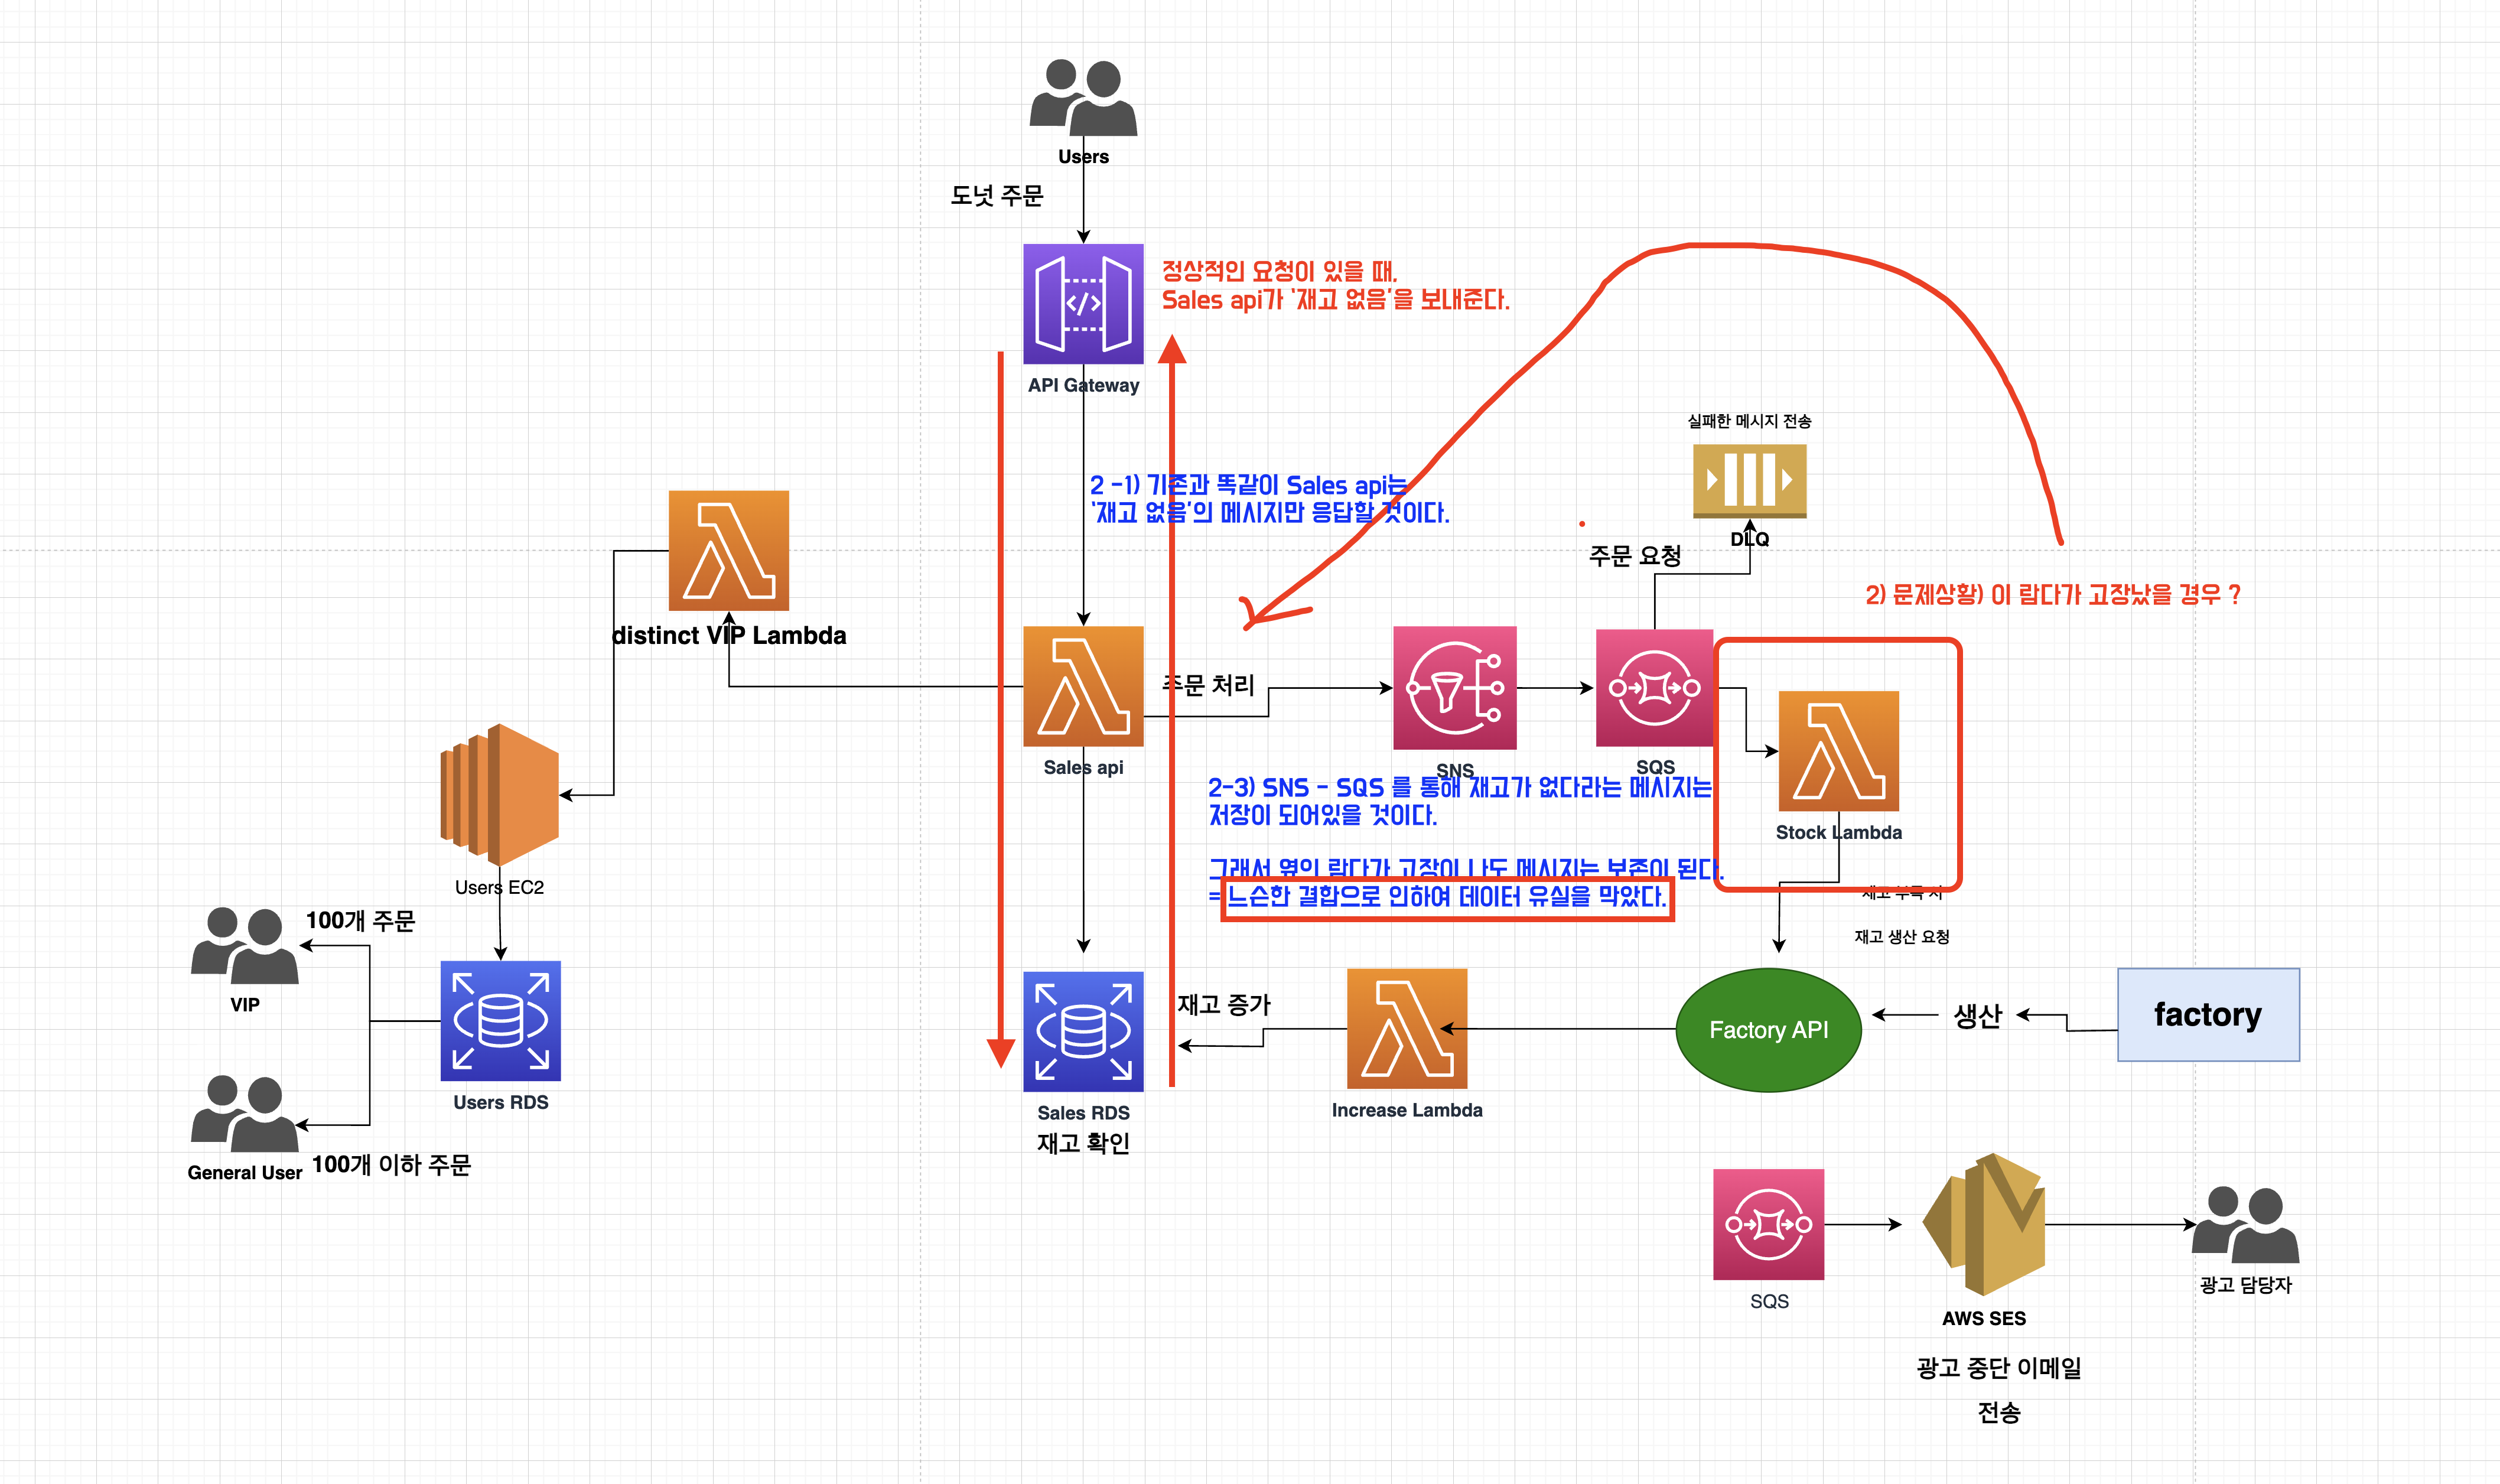 Users
도넛 주문
정상적인 요청이 있을 때,
Sales api가 '재고 없음'을 보내준다.
API Gateway
실패한 메시지 전송
DLQ
주문 요청
2 -1) 기존과 똑같이 Sales api는
'재고 없음'의 메시지만 응답할 것이다.
2) 문제상황) 이 람다가 고장났을 경우 ?
distinct VIP Lambda
주문 처리
Sales api
SNS
SQS
2-3) SNS - SQS 를 통해 재고가 없다라는 메시지는
저장이 되어있을 것이다.
그래서 옆인 람다가 고장이 나도 메시지는 보존이 된다.
= 느슨한 결합으로 인하여 데이터 유실을 막았다.
Stock Lambda
재고 부족 시
재고 생산 요청
Users EC2
100개 주문
VIP
Users RDS
General User
100개 이하 주문
재고 증가
Sales RDS
재고 확인
Increase Lambda
Factory API
생산
factory
SQS
AWS SES
광고 담당자
광고 중단 이메일
전송